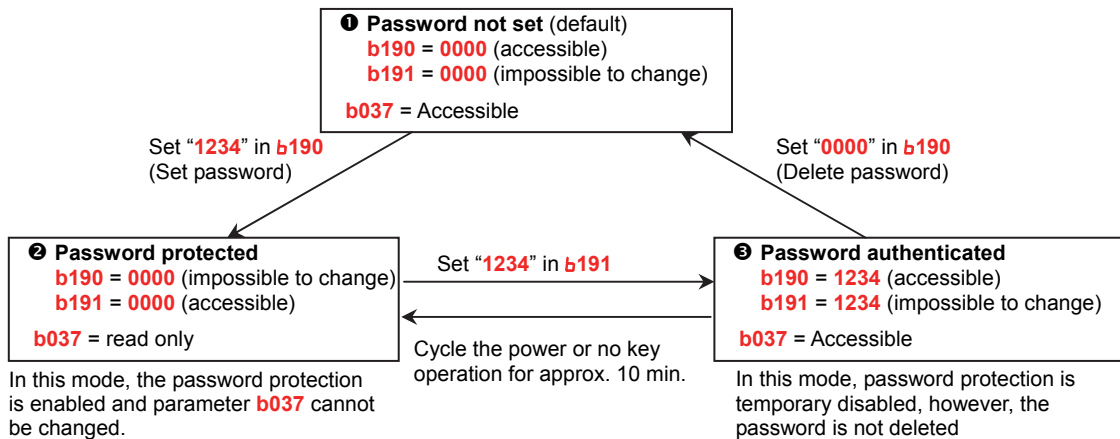 ❶ Password not set (default)
b190 = 0000 (accessible)
b191 = 0000 (impossible to change)
b037 = Accessible
Set “1234” in b190
(Set password)
Set “0000” in b190
(Delete password)
❷ Password protected
b190 = 0000 (impossible to change)
b191 = 0000 (accessible)
b037 = read only
Set “1234” in b191
Cycle the power or no key
operation for approx. 10 min.
❸ Password authenticated
b190 = 1234 (accessible)
b191 = 1234 (impossible to change)
b037 = Accessible
In this mode, the password protection
is enabled and parameter b037 cannot
be changed.
In this mode, password protection is
temporary disabled, however, the
password is not deleted